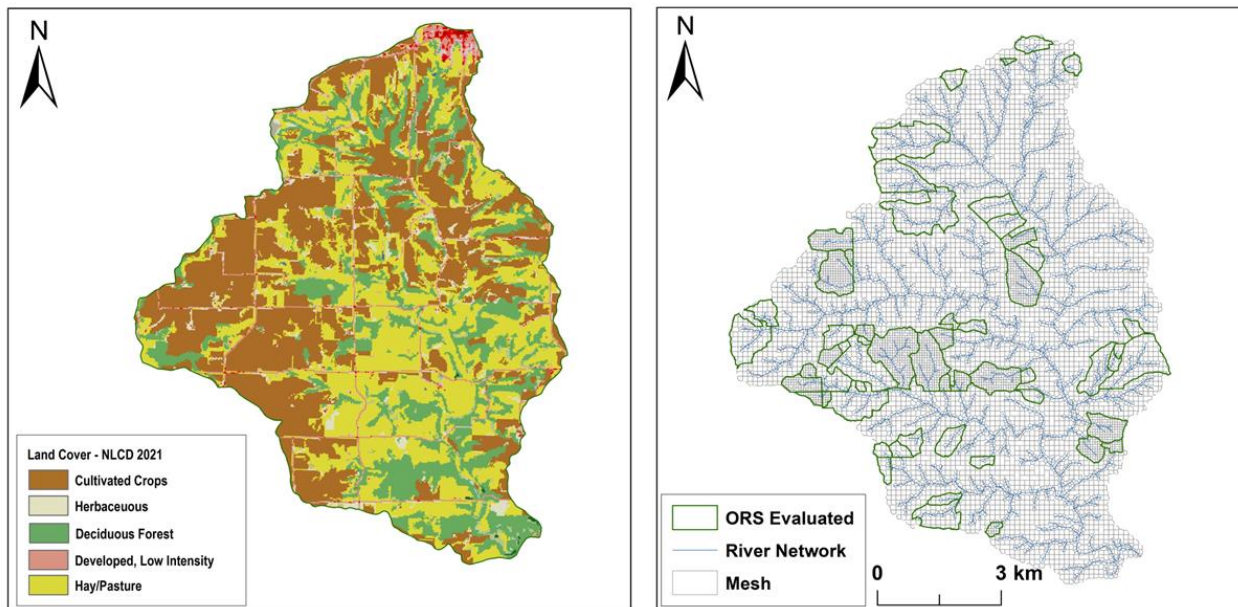 N
Land Cover - NLCD 2021
Cultivated Crops
Herbaceuous
Deciduous Forest
Developed, Low Intensity
Hay/Pasture
N
ORS Evaluated
River Network
Mesh
0 3 km